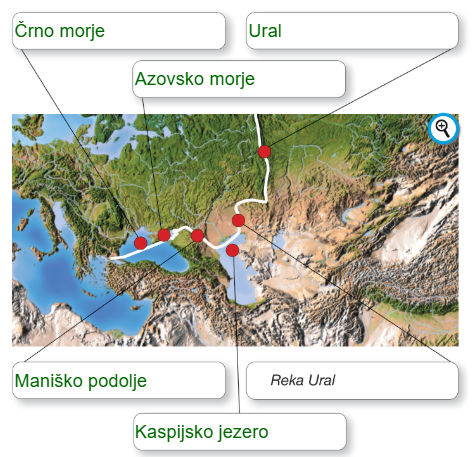 Črno morje
Ural
Azovsko morje
Maniško podolje
Reka Ural
Kaspijsko jezero